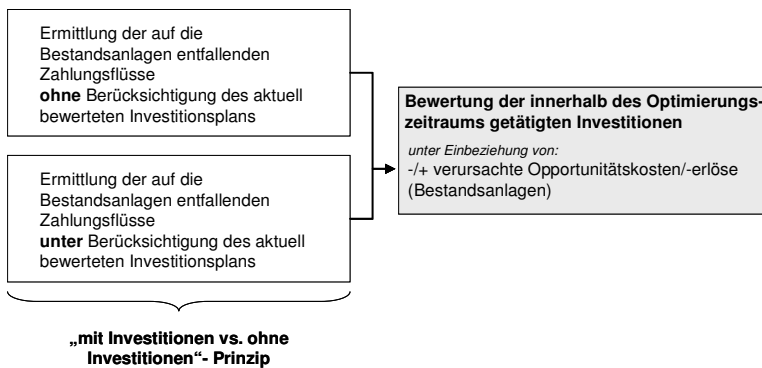 Ermittlung der auf die
Bestandsanlagen entfallenden
Zahlungsflüsse
ohne Berücksichtigung des aktuell
bewerteten Investitionsplans
Ermittlung der auf die
Bestandsanlagen entfallenden
Zahlungsflüsse
unter Berücksichtigung des aktuell
bewerteten Investitionsplans
Bewertung der innerhalb des Optimierungs-
zeitraums getätigten Investitionen
unter Einbeziehung von:
-/+ verursachte Opportunitätskosten/-erlöse
(Bestandsanlagen)
„mit Investitionen vs. ohne
Investitionen“- Prinzip